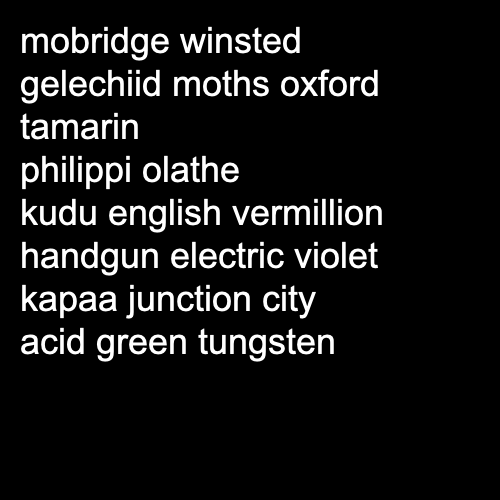 mobridge winsted
gelechiid moths oxford
tamarin
philippi olathe
kudu english vermillion
handgun electric violet
kapaa junction city
acid green tungsten